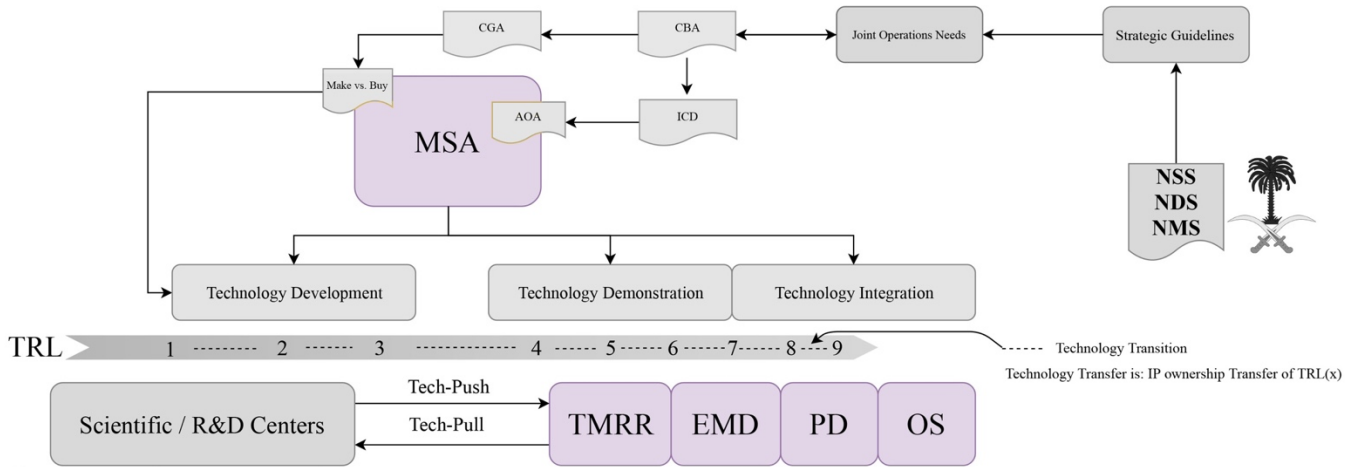 CGA
CBA
Joint Operations Needs
Strategic Guidelines
Make vs. Buy
MSA
AOA
ICD
NSS
NDS
NMS
Technology Development
Technology Demonstration
Technology Integration
TRL
1 2 3 4 5 6 7 8 9
Technology Transition
Technology Transfer is: IP ownership Transfer of TRL(x)
Scientific / R&D Centers
Tech-Push
Tech-Pull
TMRR
EMD
PD
OS